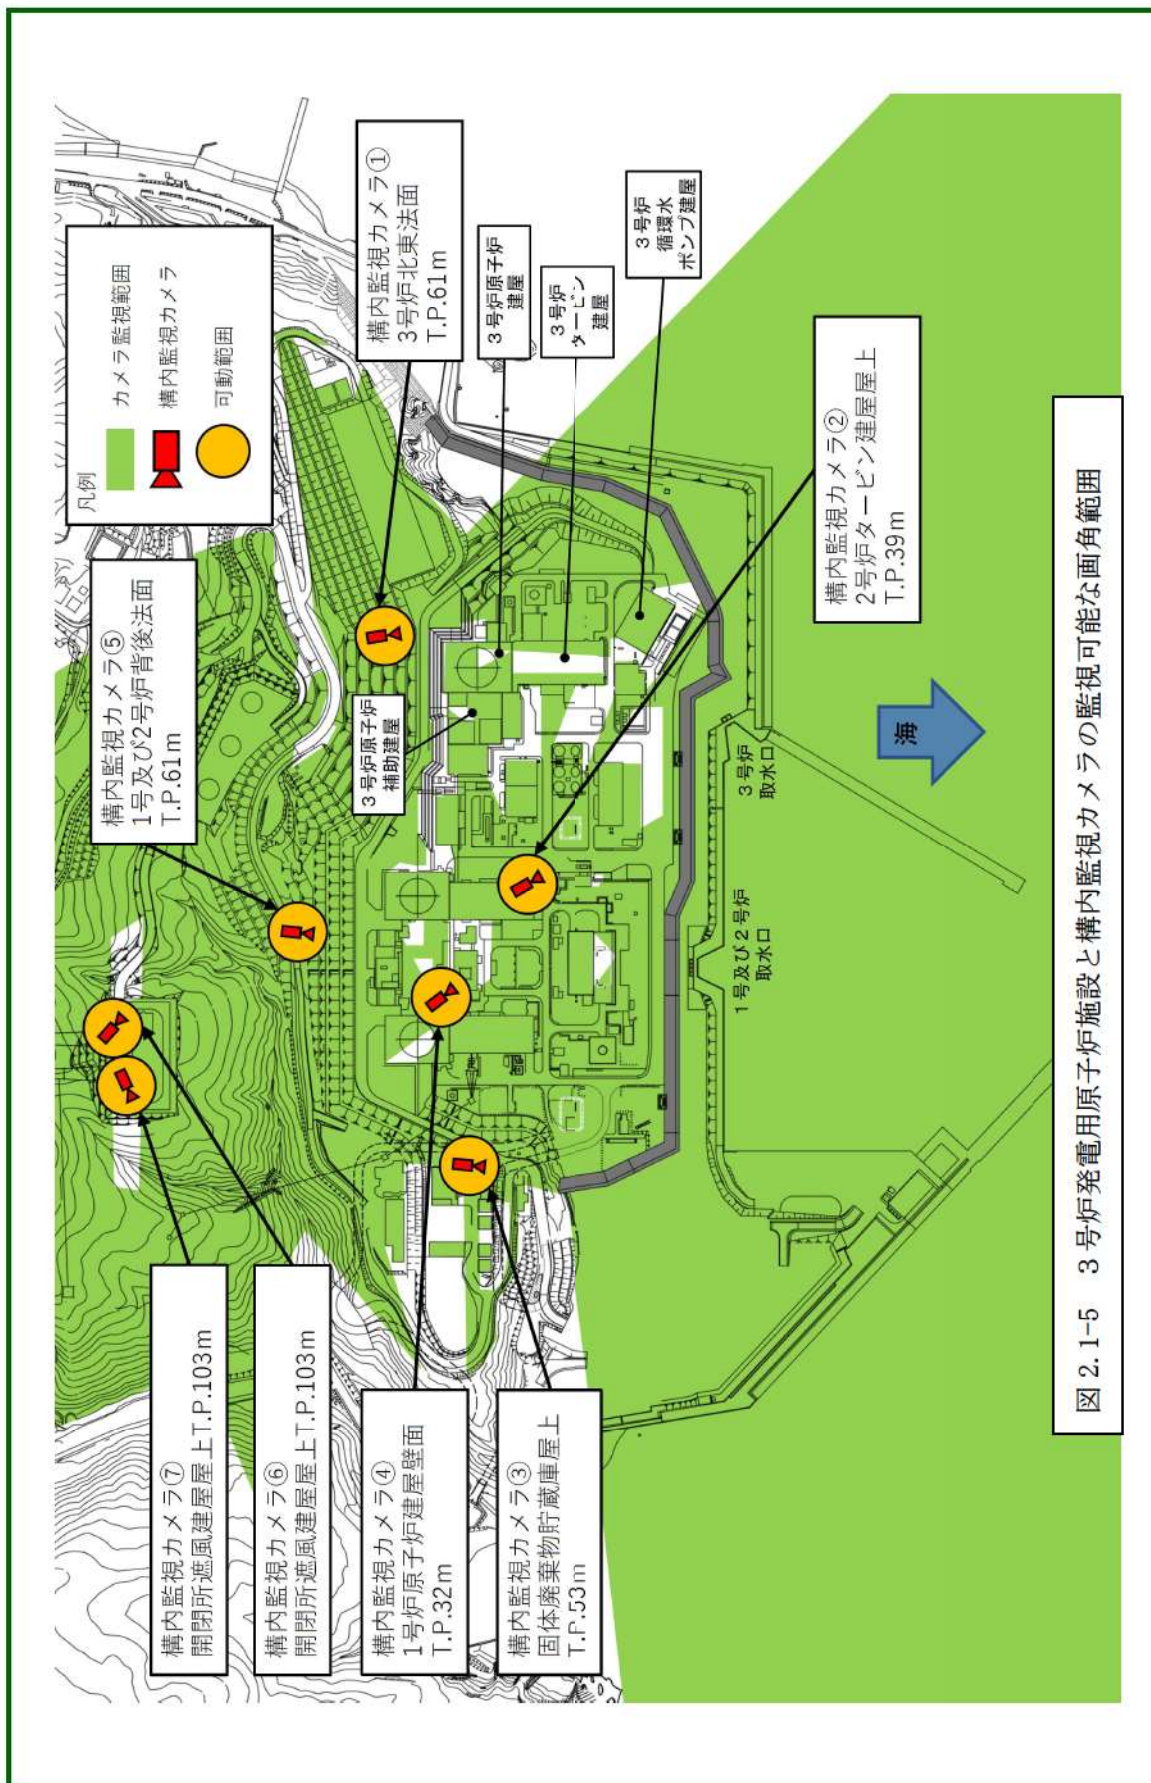 構内監視カメラ⑦
開閉所遮風建屋屋上T.P.103m
構内監視カメラ⑥
開閉所遮風建屋屋上T.P.103m
構内監視カメラ④
1号炉原子炉建屋壁面
T.P.32m
構内監視カメラ③
固体廃棄物貯蔵庫屋上
T.P.53m
構内監視カメラ⑤
1号及び2号炉背後法面
T.P.61m
凡例
カメラ監視範囲
構内監視カメラ
可動範囲
構内監視カメラ①
3号炉北東法面
T.P.61m
3号炉原子炉
建屋
3号炉
タービン
建屋
3号炉
循環水
ポンプ建屋
3号炉原子炉
補助建屋
構内監視カメラ②
2号炉タービン建屋屋上
T.P.39m
1号及び2号炉
取水口
3号炉
取水口
海
図 2.1-5 3号炉発電用原子炉施設と構内監視カメラの監視可能な画角範囲